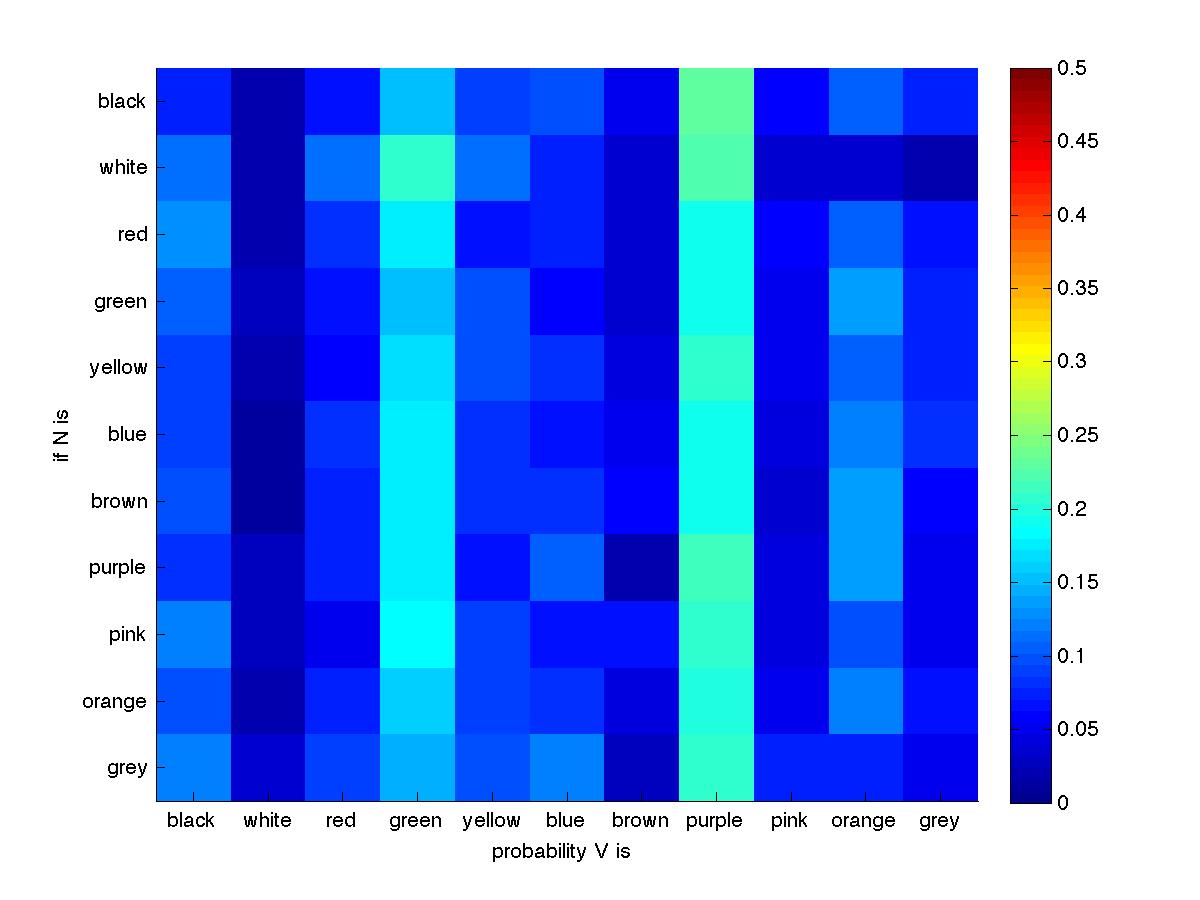 0.5
black
0.45
white
0.4
red
0.35
green
0.3
yellow
if N is
blue
0.25
brown
0.2
purple
0.15
pink
0.1
orange
0.05
grey
0
black white red green yellow blue brown purple pink orange grey
probability V is